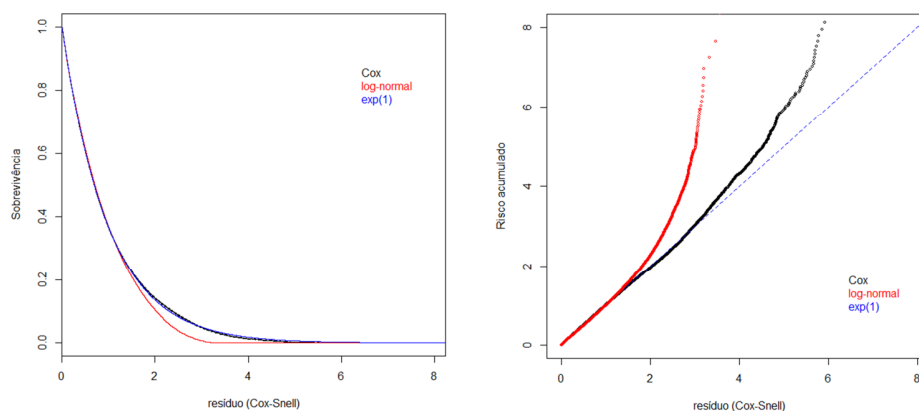 1.0
0.8
0.6
0.4
0.2
0.0
Sobrevivência
Cox
log-normal
exp(1)
0 2 4 6 8
resíduo (Cox-Snell)
8
6
4
2
0
Risco acumulado
Cox
log-normal
exp(1)
0 2 4 6 8
resíduo (Cox-Snell)